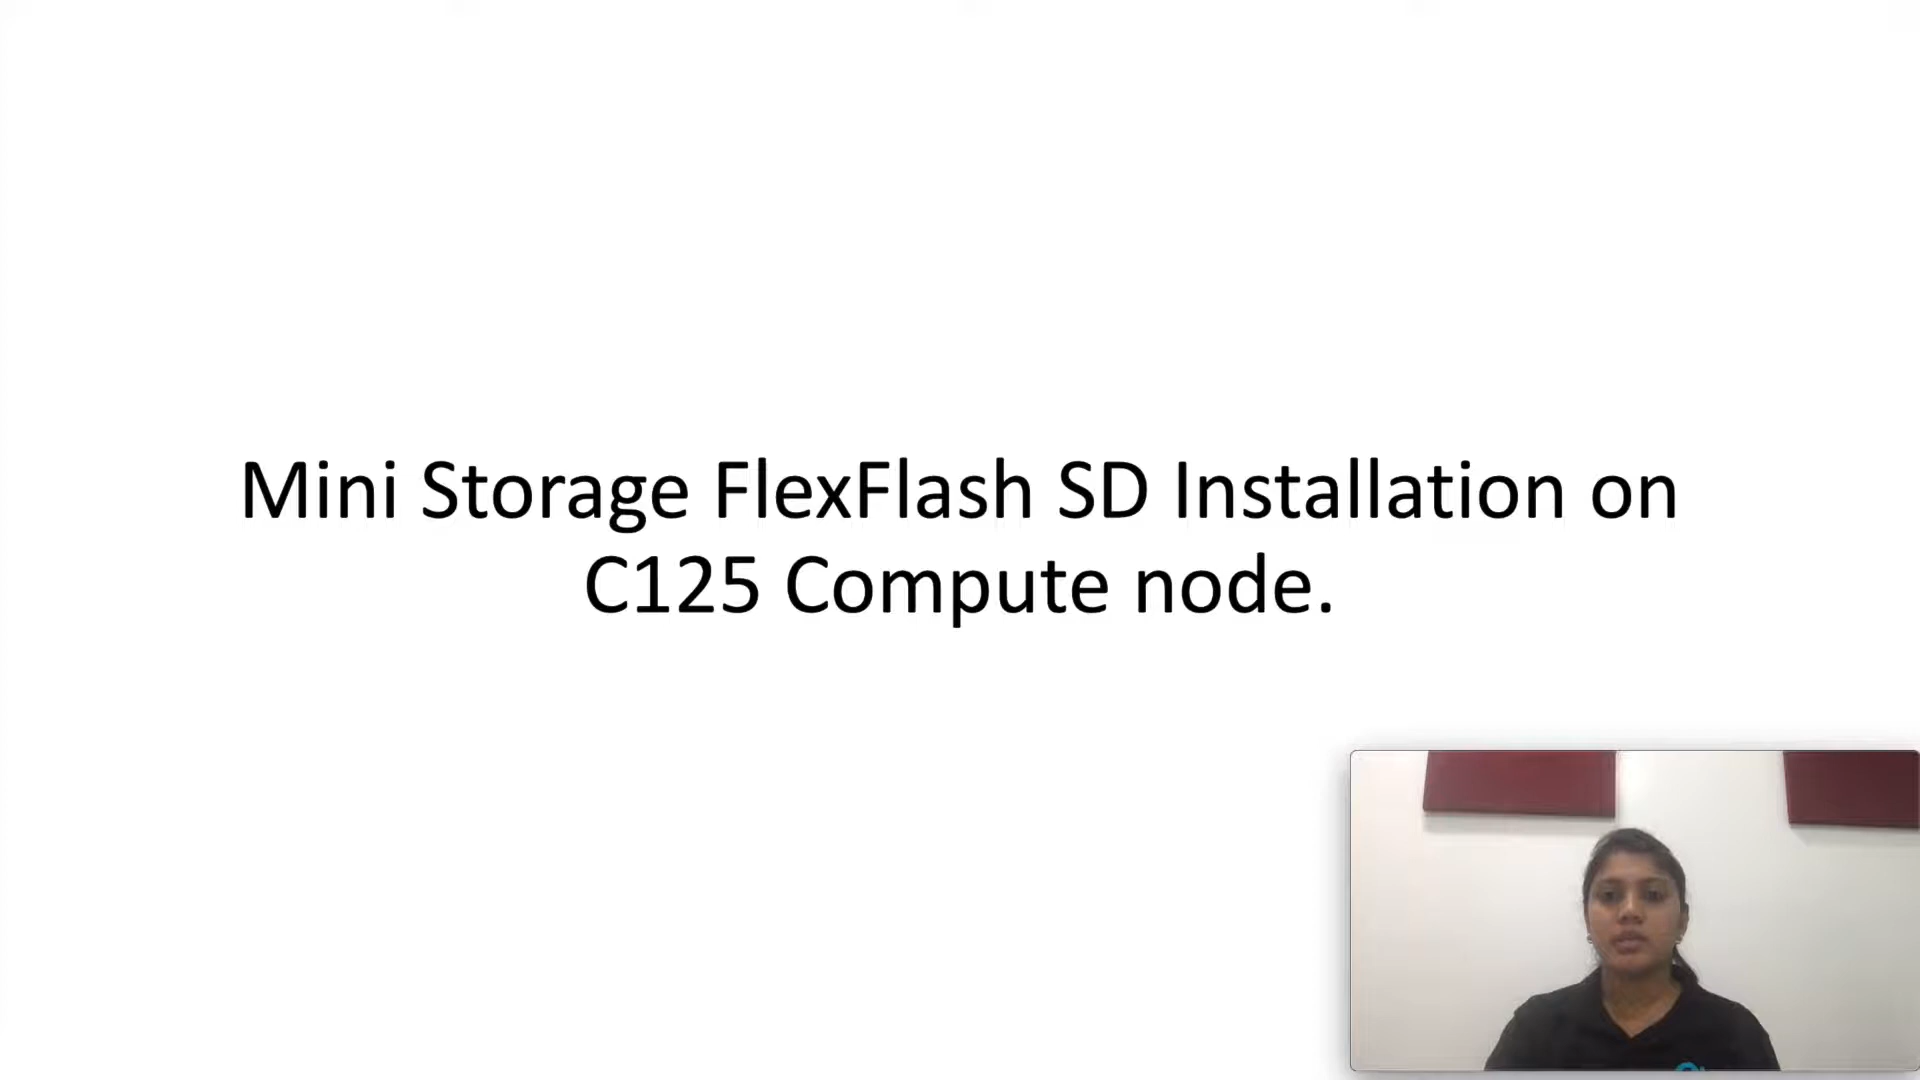 Mini Storage FlexFlash SD Installation on
C125 Compute node.